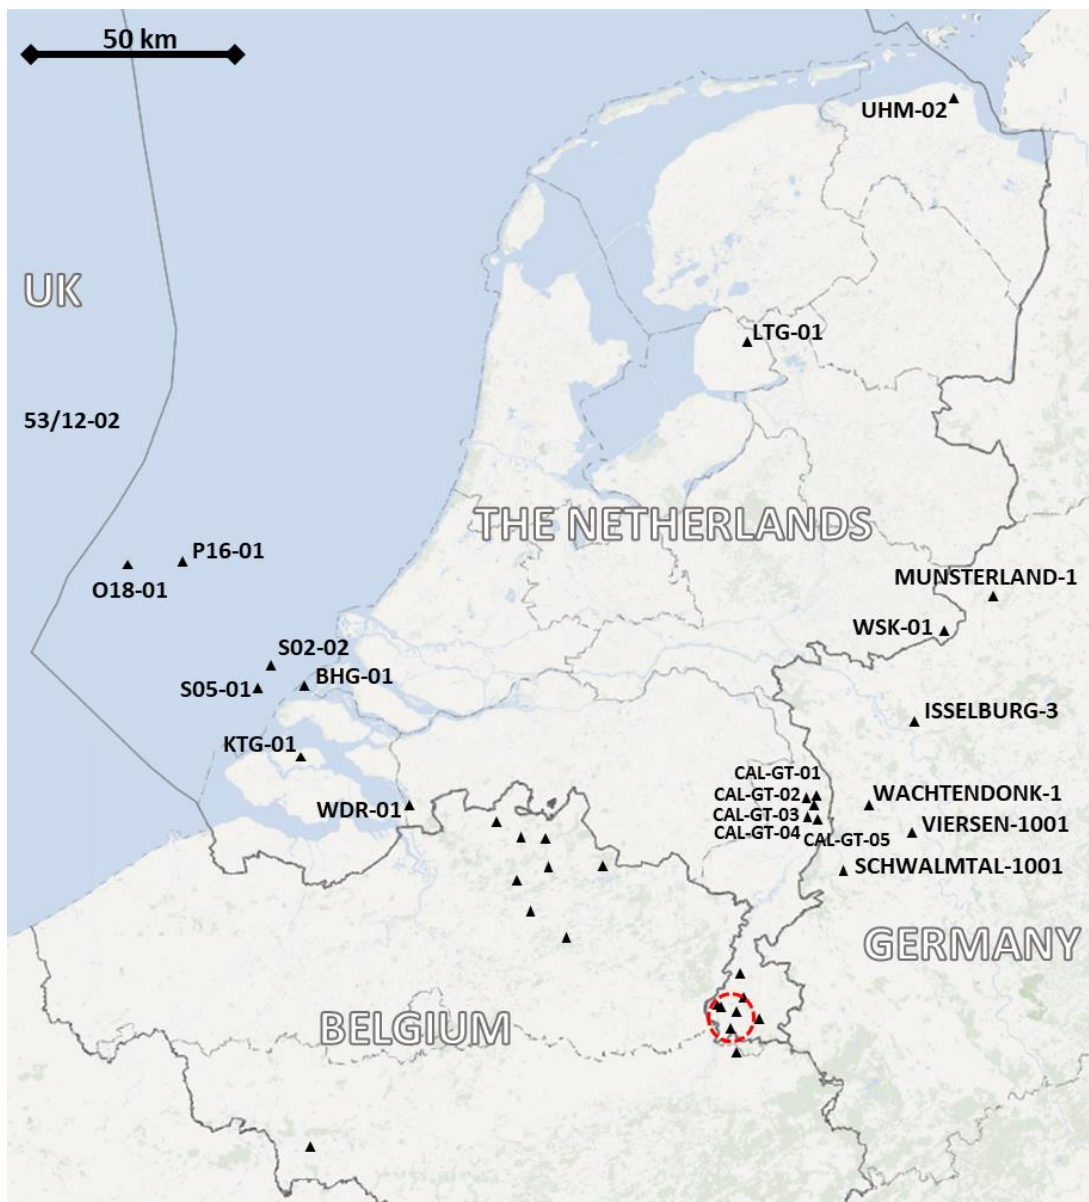 50 km
UHM-02
UK
LTG-01
53/12-02
THE NETHERLANDS
P16-01
O18-01
MUNSTERLAND-1
WSK-01
S02-02
BHG-01
S05-01
ISSELBURG-3
KTG-01
CAL-GT-01
WACHTENDONK-1
CAL-GT-02
WDR-01
CAL-GT-03
VIERSEN-1001
CAL-GT-04
CAL-GT-05
SCHWALMTAL-1001
GERMANY
BELGIUM